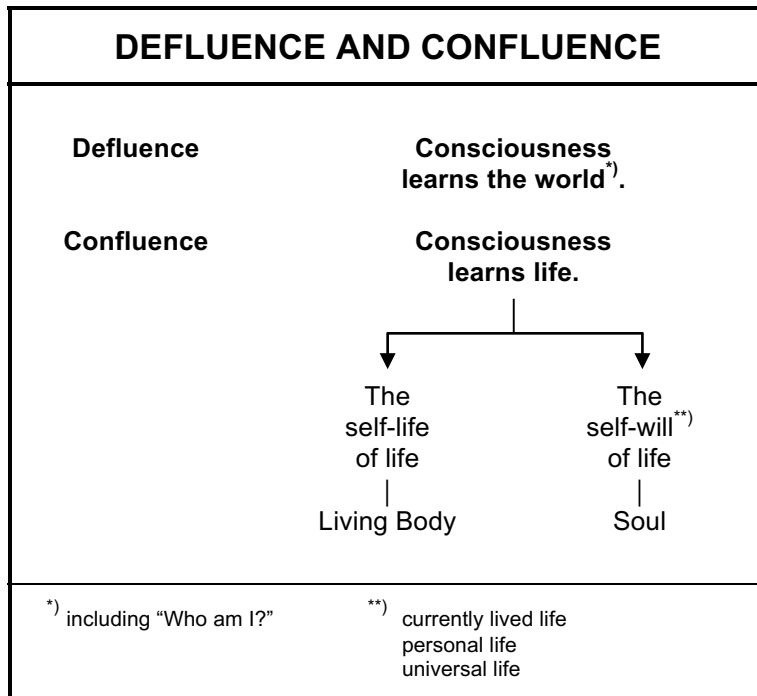 DEFLUENCE AND CONFLUENCE
Defluence Consciousness
learns the world*).
Confluence Consciousness
learns life.
The The
self-life self-will**)
of life of life
Living Body Soul
*) including “Who am I?” **) currently lived life
personal life
universal life